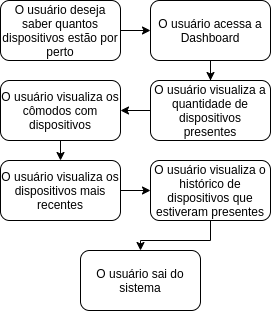 O usuário deseja
saber quantos
dispositivos estão por
perto
O usuário acessa a
Dashboard
O usuário visualiza a
quantidade de
dispositivos
presentes
O usuário visualiza os
cômodos com
dispositivos
O usuário visualiza os
dispositivos mais
recentes
O usuário visualiza o
histórico de
dispositivos que
estiveram presentes
O usuário sai do
sistema